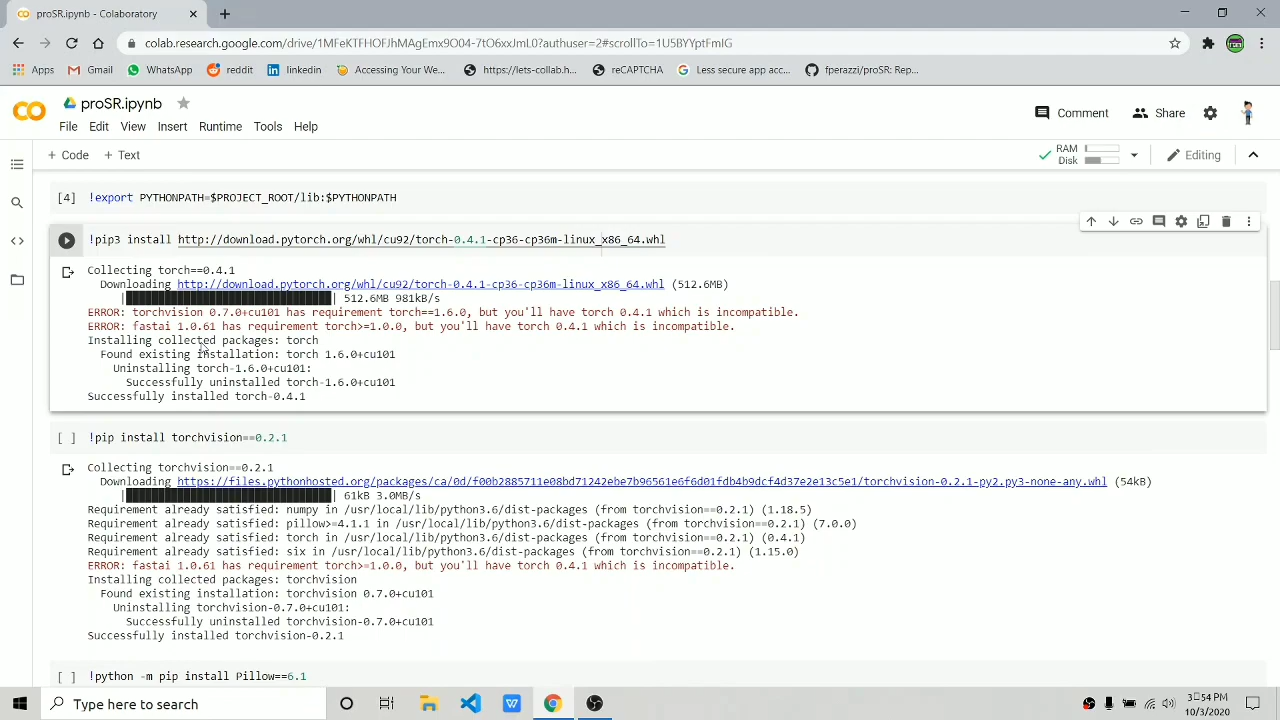 proSR.ipynb - Colaboratory
colab.research.google.com/drive/1MFeKTFHOFJhMAgEmx9O04-7tO6xxJmL0?authuser=2#scrollTo=1U5BYYptFmIG
Apps Gmail WhatsApp reddit linkedin Accessing Your We... https://lets-collab.h... reCAPTCHA Less secure app acc... fperazzi/proSR: Rep...
proSR.ipynb
Comment Share
File Edit View Insert Runtime Tools Help
+ Code + Text
RAM
Disk
Editing
[4] !export PYTHONPATH=$PROJECT_ROOT/lib:$PYTHONPATH
!pip3 install http://download.pytorch.org/whl/cu92/torch-0.4.1-cp36-cp36m-linux_x86_64.whl
Collecting torch==0.4.1
Downloading http://download.pytorch.org/whl/cu92/torch-0.4.1-cp36-cp36m-linux_x86_64.whl (512.6MB)
|████████████████████████████████| 512.6MB 981kB/s
ERROR: torchvision 0.7.0+cu101 has requirement torch==1.6.0, but you'll have torch 0.4.1 which is incompatible.
ERROR: fastai 1.0.61 has requirement torch>=1.0.0, but you'll have torch 0.4.1 which is incompatible.
Installing collected packages: torch
Found existing installation: torch 1.6.0+cu101
Uninstalling torch-1.6.0+cu101:
Successfully uninstalled torch-1.6.0+cu101
Successfully installed torch-0.4.1
[ ] !pip install torchvision==0.2.1
Collecting torchvision==0.2.1
Downloading https://files.pythonhosted.org/packages/ca/0d/f00b2885711e08bd71242ebe7b96561e6f6d01fdb4b9dcf4d37e2e13c5e1/torchvision-0.2.1-py2.py3-none-any.whl (54kB)
|████████████████████████████████| 61kB 3.0MB/s
Requirement already satisfied: numpy in /usr/local/lib/python3.6/dist-packages (from torchvision==0.2.1) (1.18.5)
Requirement already satisfied: pillow>=4.1.1 in /usr/local/lib/python3.6/dist-packages (from torchvision==0.2.1) (7.0.0)
Requirement already satisfied: torch in /usr/local/lib/python3.6/dist-packages (from torchvision==0.2.1) (0.4.1)
Requirement already satisfied: six in /usr/local/lib/python3.6/dist-packages (from torchvision==0.2.1) (1.15.0)
ERROR: fastai 1.0.61 has requirement torch>=1.0.0, but you'll have torch 0.4.1 which is incompatible.
Installing collected packages: torchvision
Found existing installation: torchvision 0.7.0+cu101
Uninstalling torchvision-0.7.0+cu101:
Successfully uninstalled torchvision-0.7.0+cu101
Successfully installed torchvision-0.2.1
[ ] !python -m pip install Pillow==6.1
Type here to search
3:54 PM
10/3/2020